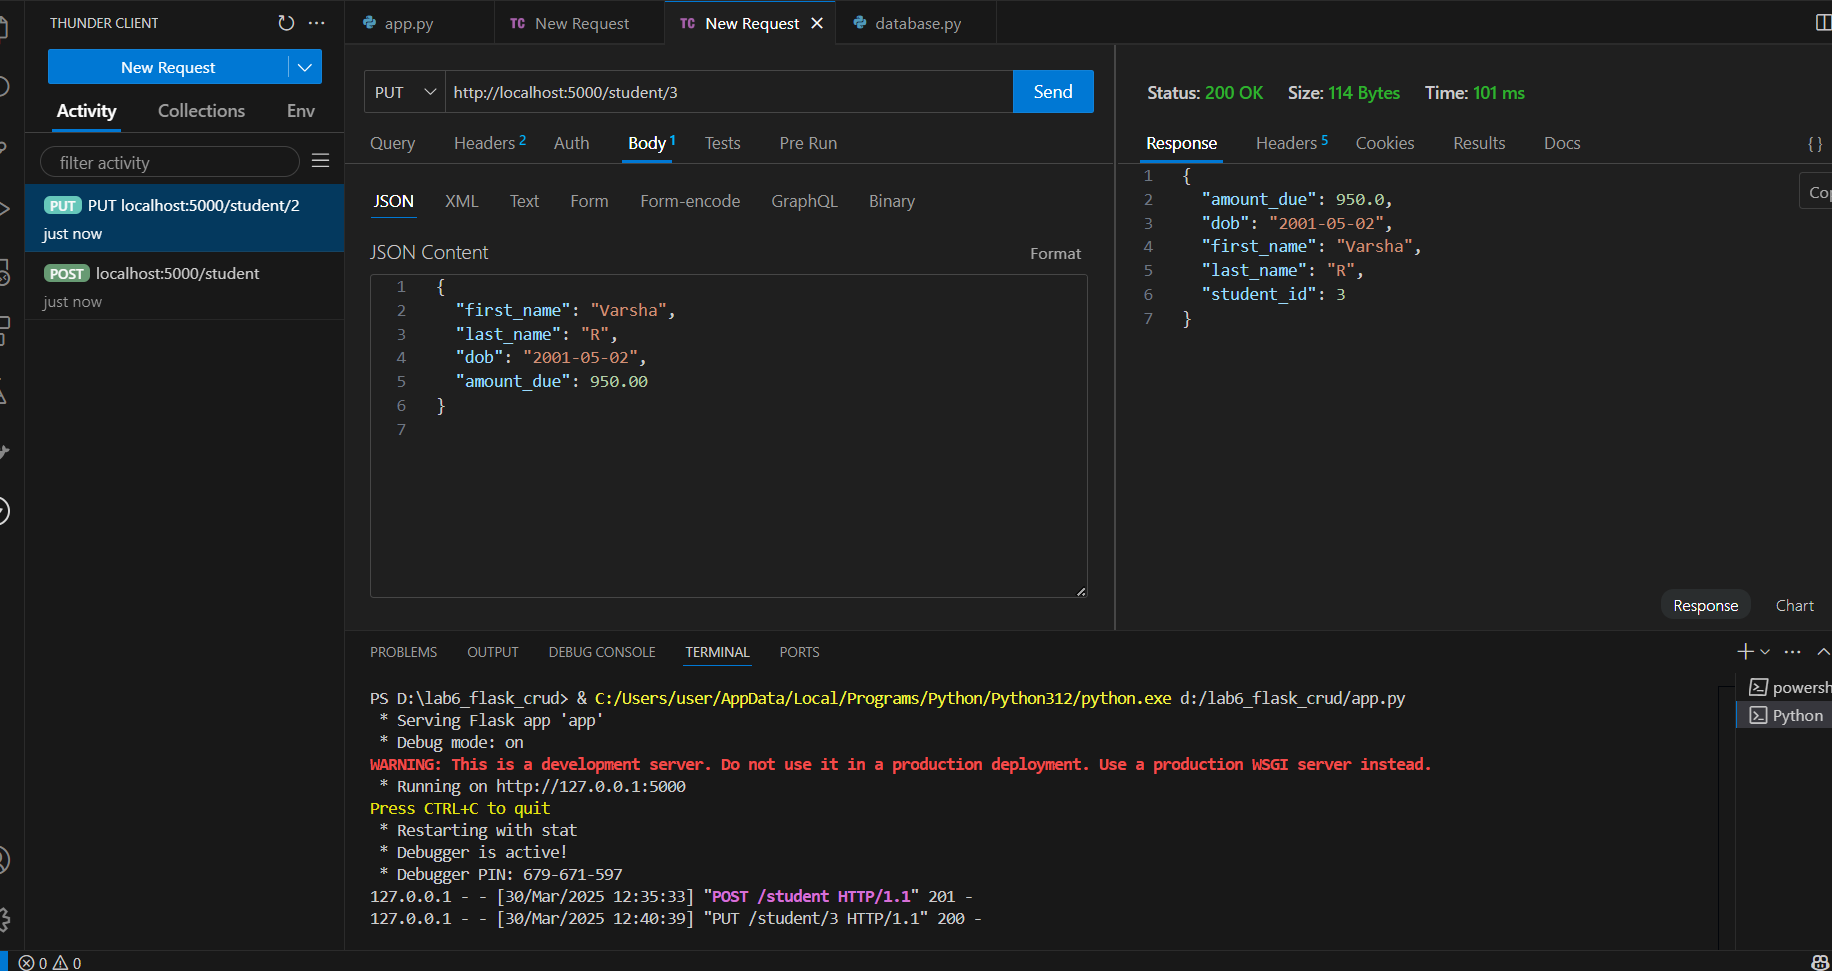 THUNDER CLIENT
New Request
Activity Collections Env
filter activity
PUT PUT localhost:5000/student/2
just now
POST localhost:5000/student
just now
app.py TC New Request TC New Request database.py
PUT http://localhost:5000/student/3 Send
Query Headers 2 Auth Body 1 Tests Pre Run
JSON XML Text Form Form-encode GraphQL Binary
JSON Content Format
1 {
2 "first_name": "Varsha",
3 "last_name": "R",
4 "dob": "2001-05-02",
5 "amount_due": 950.00
6 }
7
Status: 200 OK Size: 114 Bytes Time: 101 ms
Response Headers 5 Cookies Results Docs { }
1 {
2 "amount_due": 950.0,
3 "dob": "2001-05-02",
4 "first_name": "Varsha",
5 "last_name": "R",
6 "student_id": 3
7 }
Response Chart
PROBLEMS OUTPUT DEBUG CONSOLE TERMINAL PORTS
PS D:\lab6_flask_crud> & C:/Users/user/AppData/Local/Programs/Python/Python312/python.exe d:/lab6_flask_crud/app.py
* Serving Flask app 'app'
* Debug mode: on
WARNING: This is a development server. Do not use it in a production deployment. Use a production WSGI server instead.
* Running on http://127.0.0.1:5000
Press CTRL+C to quit
* Restarting with stat
* Debugger is active!
* Debugger PIN: 679-671-597
127.0.0.1 - - [30/Mar/2025 12:35:33] "POST /student HTTP/1.1" 201 -
127.0.0.1 - - [30/Mar/2025 12:40:39] "PUT /student/3 HTTP/1.1" 200 -
powersh
Python
0 0